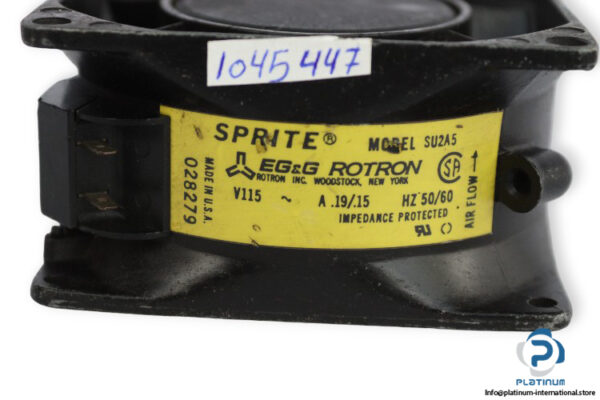 1045447
SPRITE® MODEL SU2A5
EG&G ROTRON
ROTRON INC. WOODSTOCK, NEW YORK
V115 ~ A .19/.15 HZ 50/60
IMPEDANCE PROTECTED
MADE IN U.S.A.
028279
SA
AIR FLOW →
PLATINUM
Info@platinum-international.store